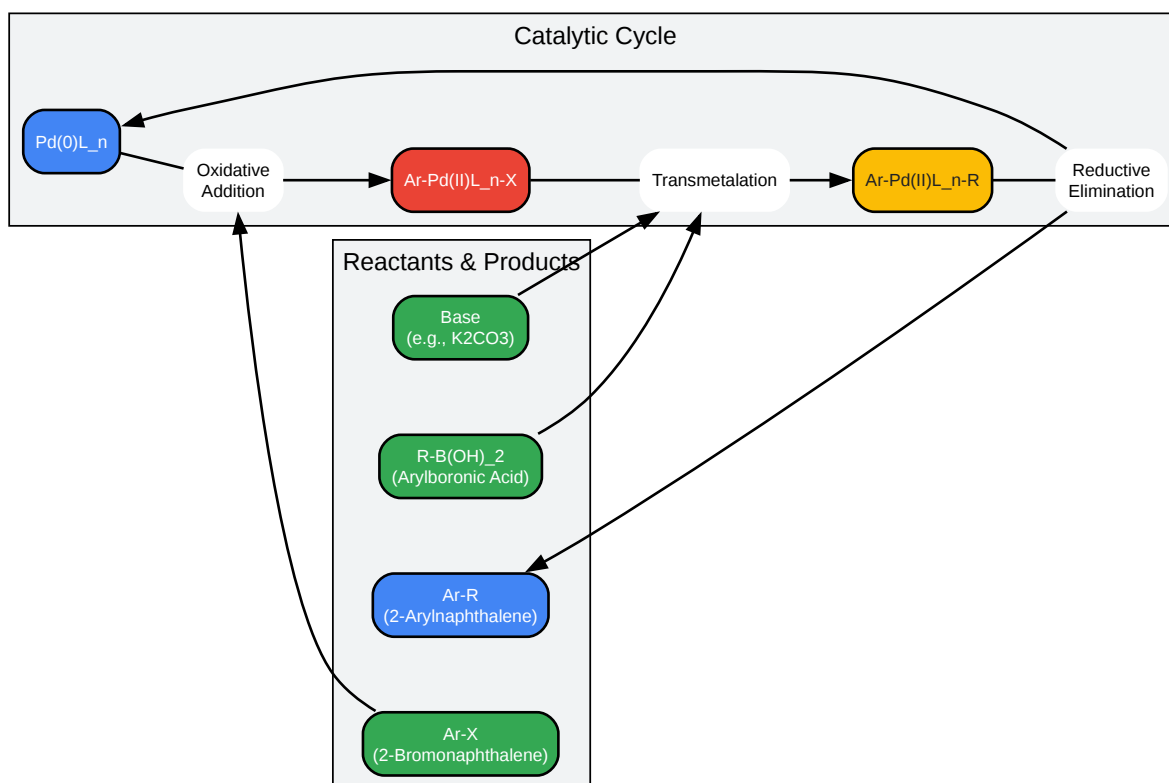 Catalytic Cycle
Pd(0)L_n
Oxidative
Addition
Ar-Pd(II)L_n-X
Transmetalation
Ar-Pd(II)L_n-R
Reductive
Elimination
Reactants & Products
Base
(e.g., K2CO3)
R-B(OH)_2
(Arylboronic Acid)
Ar-R
(2-Arylnaphthalene)
Ar-X
(2-Bromonaphthalene)